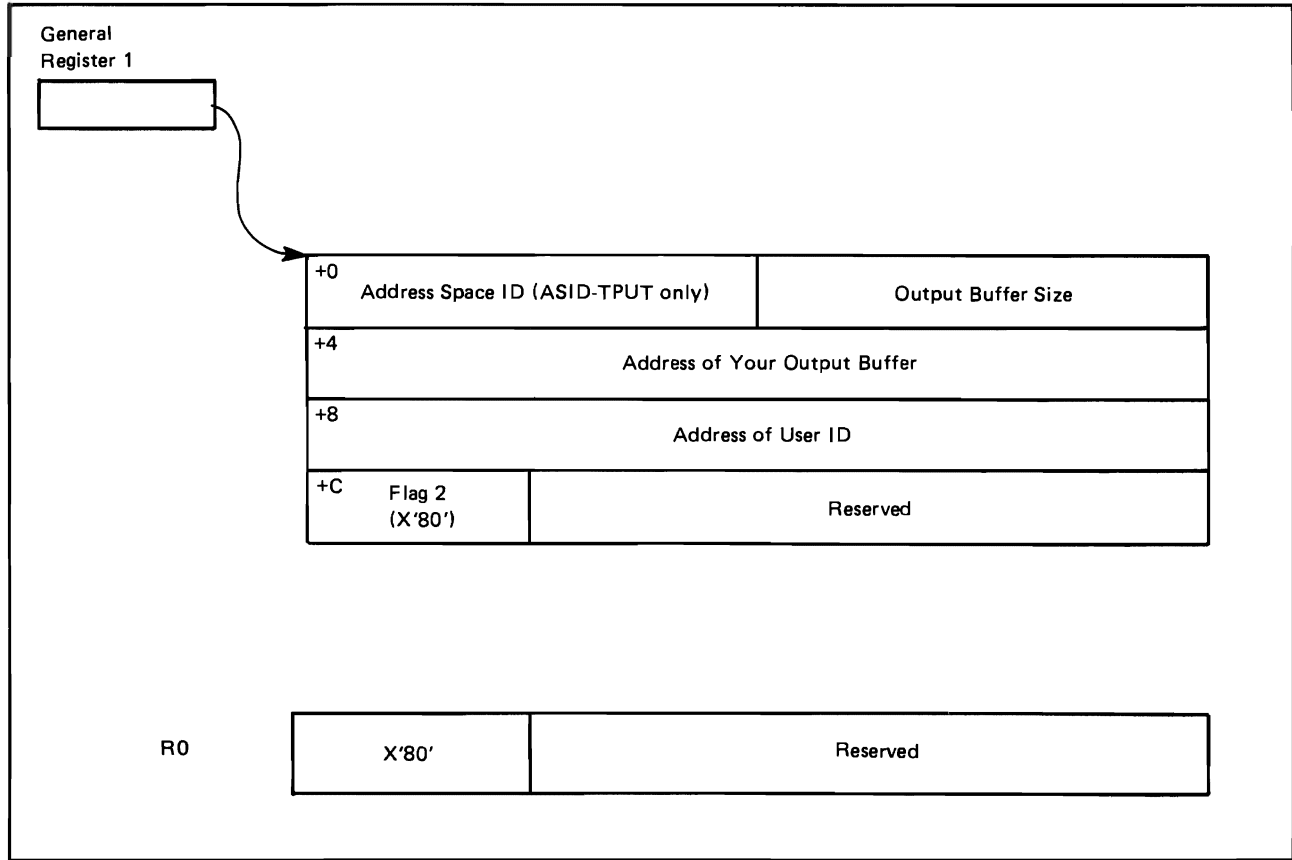 General
Register 1
+0
Address Space ID (ASID-TPUT only)
Output Buffer Size
+4
Address of Your Output Buffer
+8
Address of User ID
+C
Flag 2
(X'80')
Reserved
R0
X'80'
Reserved